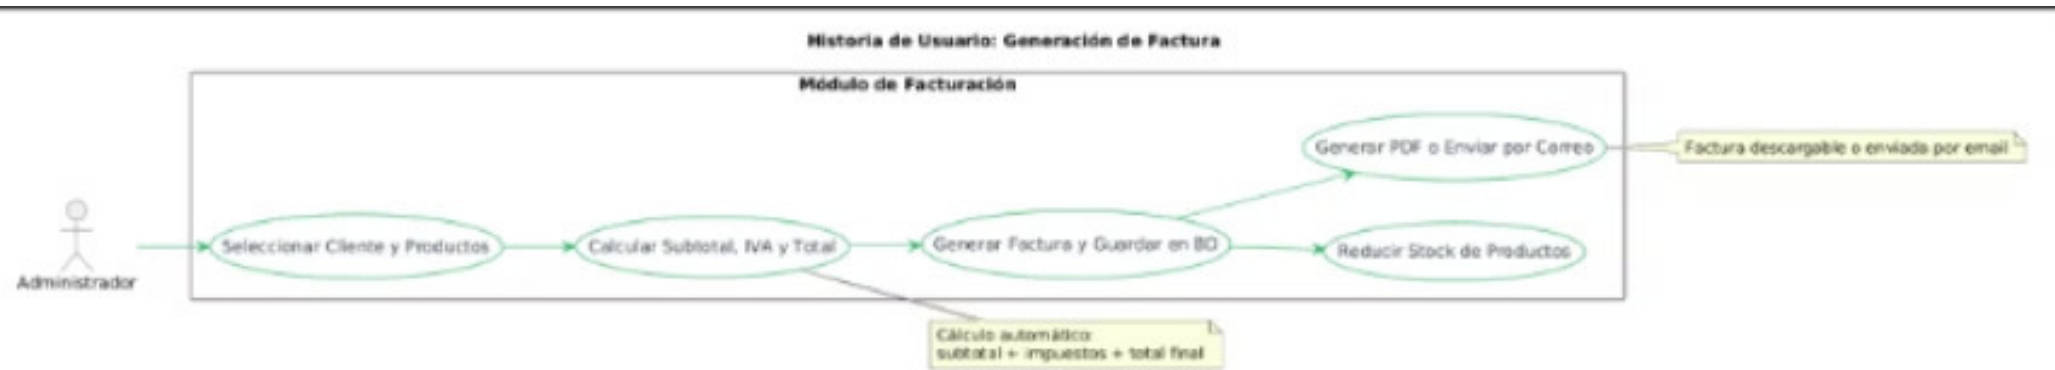 Historia de Usuario: Generación de Factura
Módulo de Facturación
Generar PDF o Enviar por Correo
Factura descargable o enviada por email
Administrador
Seleccionar Cliente y Productos
Calcular Subtotal, IVA y Total
Generar Factura y Guardar en BD
Reducir Stock de Productos
Cálculo automático:
subtotal + impuestos + total final